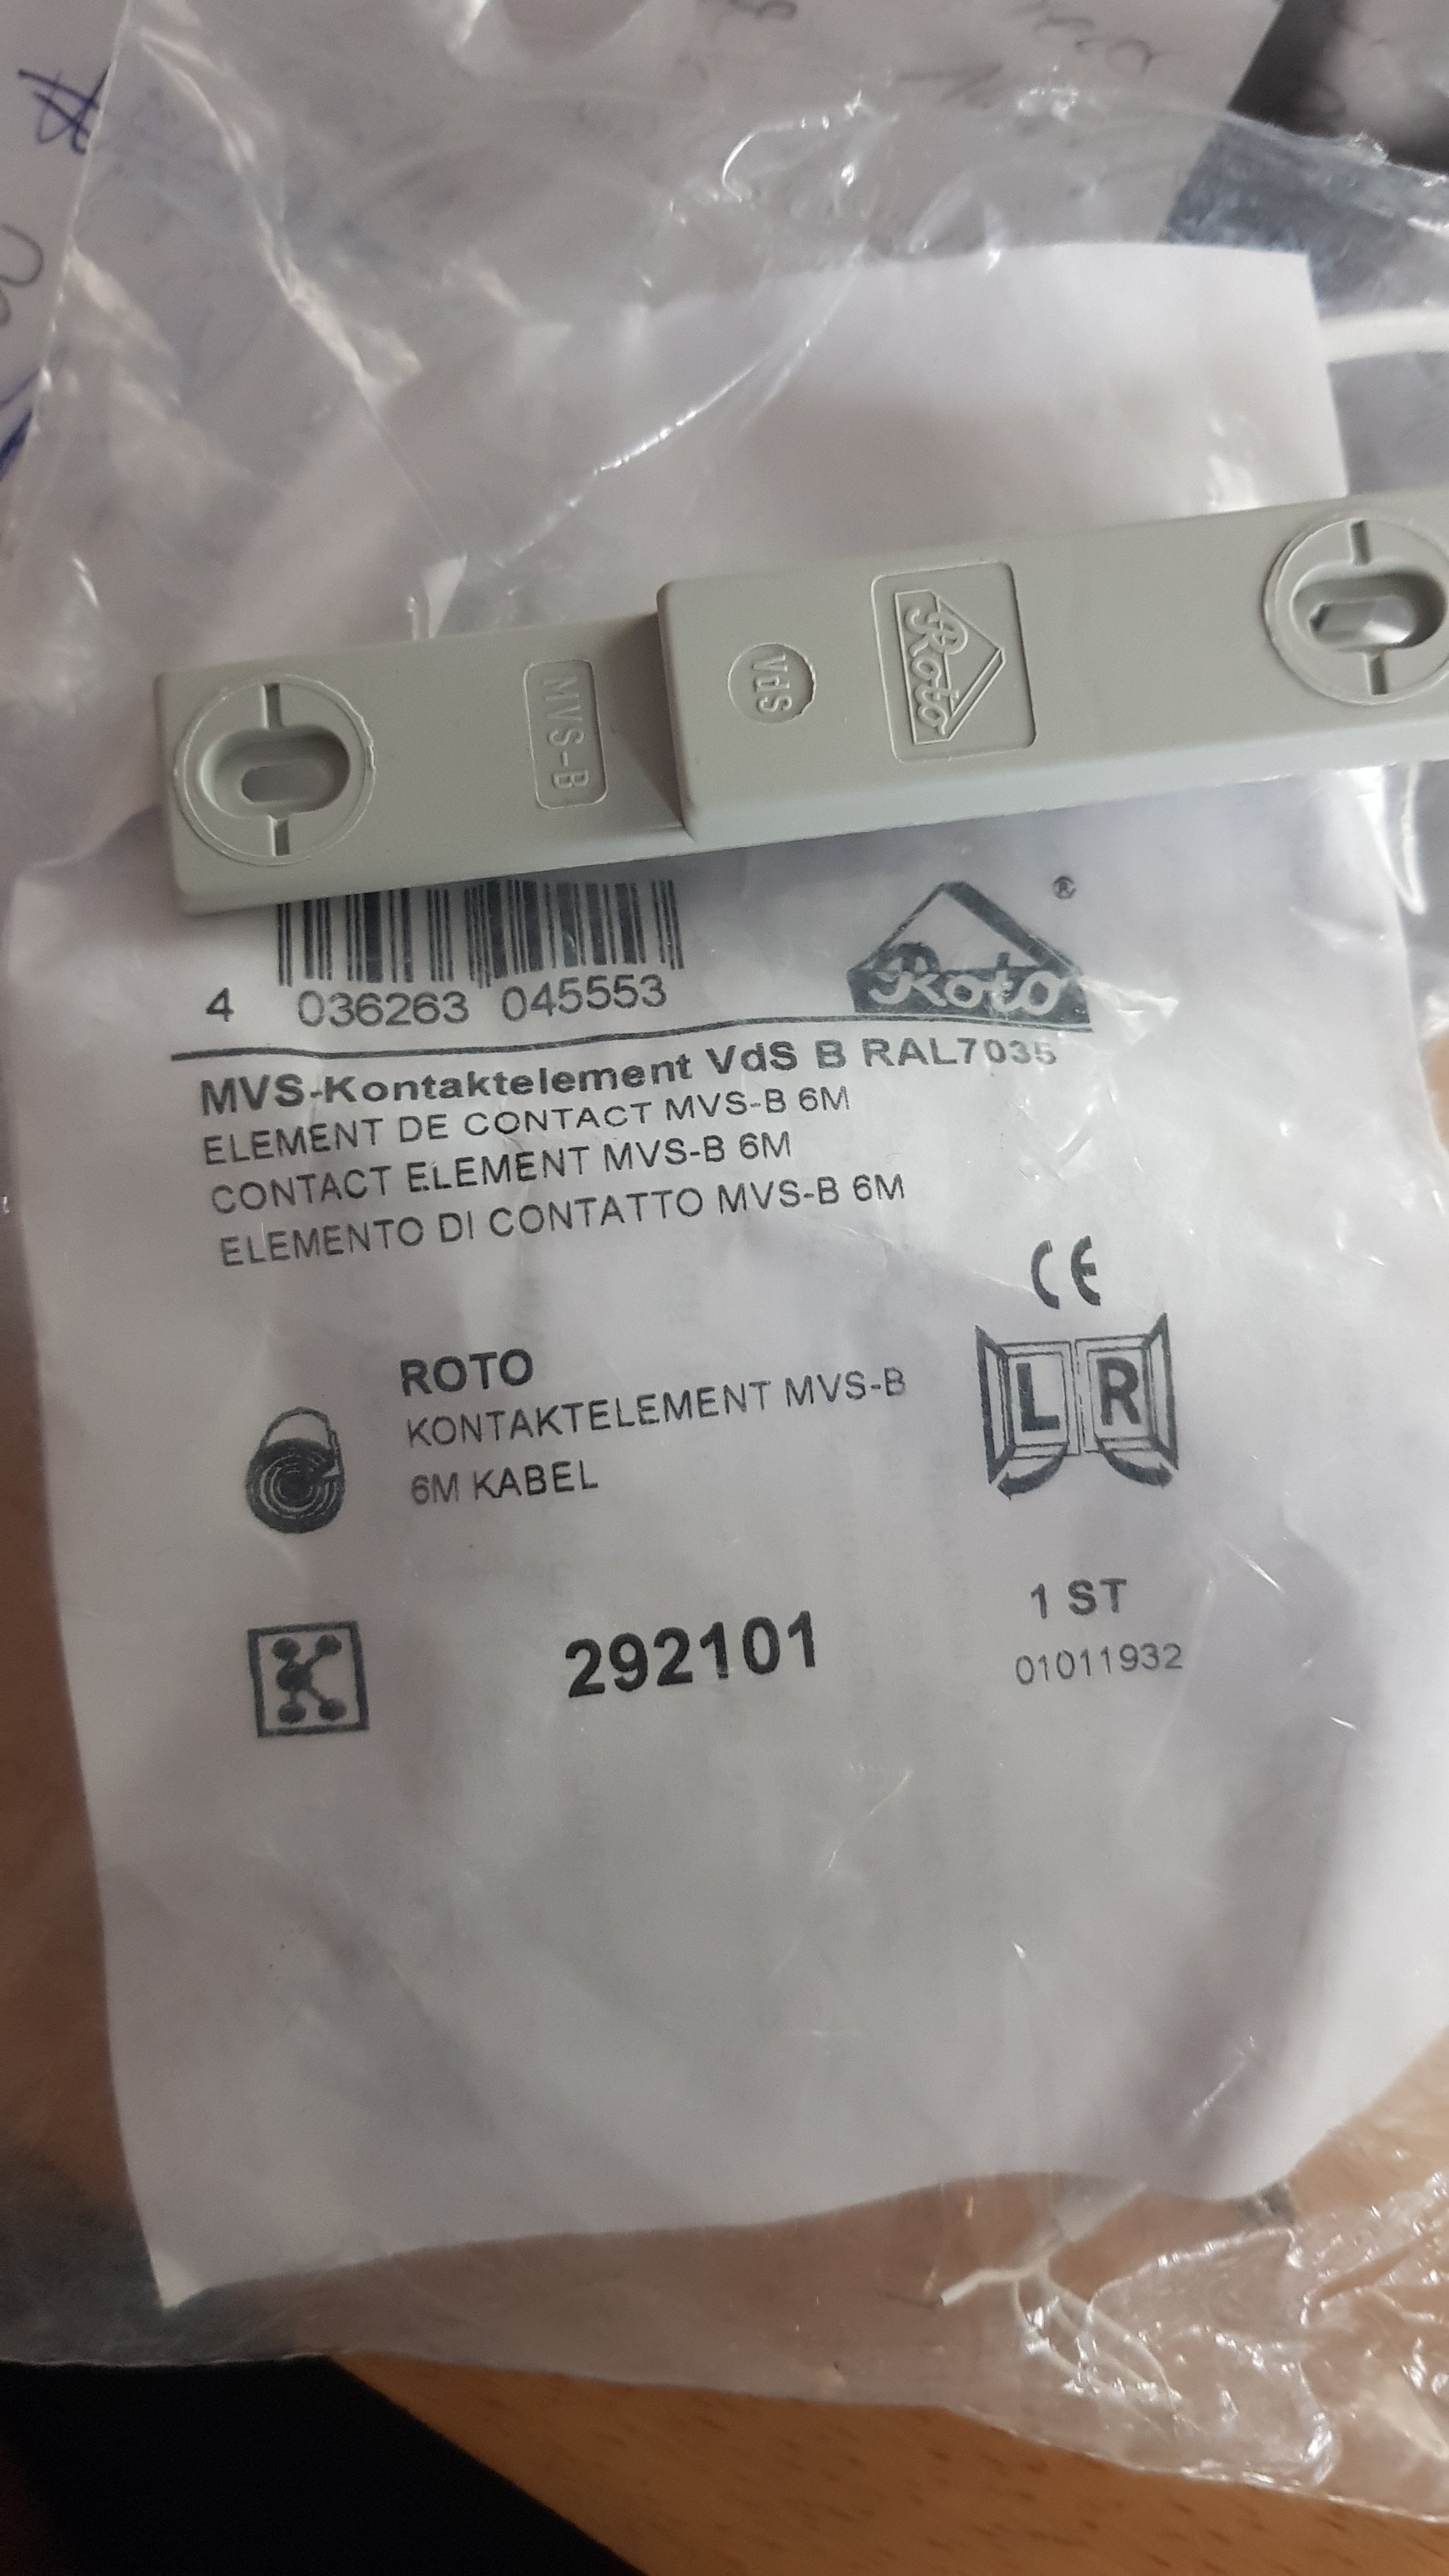 MVS-B
VdS
Roto
4 036263 045553
Roto®
MVS-Kontaktelement VdS B RAL7035
ELEMENT DE CONTACT MVS-B 6M
CONTACT ELEMENT MVS-B 6M
ELEMENTO DI CONTATTO MVS-B 6M
CE
ROTO
KONTAKTELEMENT MVS-B
6M KABEL
L R
K
292101
1 ST
01011932